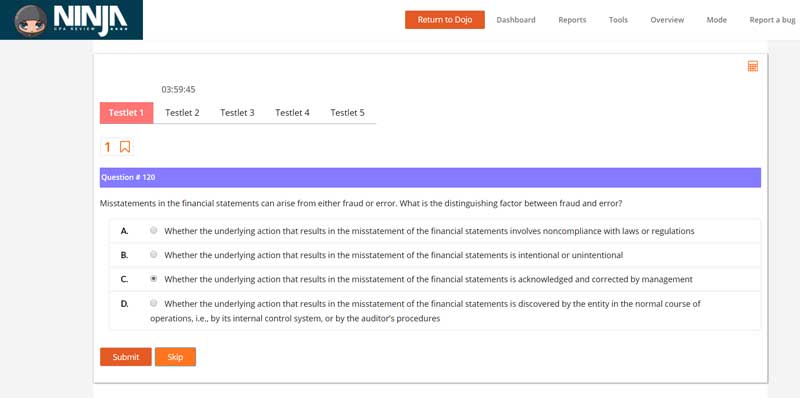 NINJA
CPA REVIEW
Return to Dojo Dashboard Reports Tools Overview Mode Report a bug
03:59:45
Testlet 1 Testlet 2 Testlet 3 Testlet 4 Testlet 5
1
Question # 120
Misstatements in the financial statements can arise from either fraud or error. What is the distinguishing factor between fraud and error?
A. Whether the underlying action that results in the misstatement of the financial statements involves noncompliance with laws or regulations
B. Whether the underlying action that results in the misstatement of the financial statements is intentional or unintentional
C. Whether the underlying action that results in the misstatement of the financial statements is acknowledged and corrected by management
D. Whether the underlying action that results in the misstatement of the financial statements is discovered by the entity in the normal course of
operations, i.e., by its internal control system, or by the auditor's procedures
Submit Skip